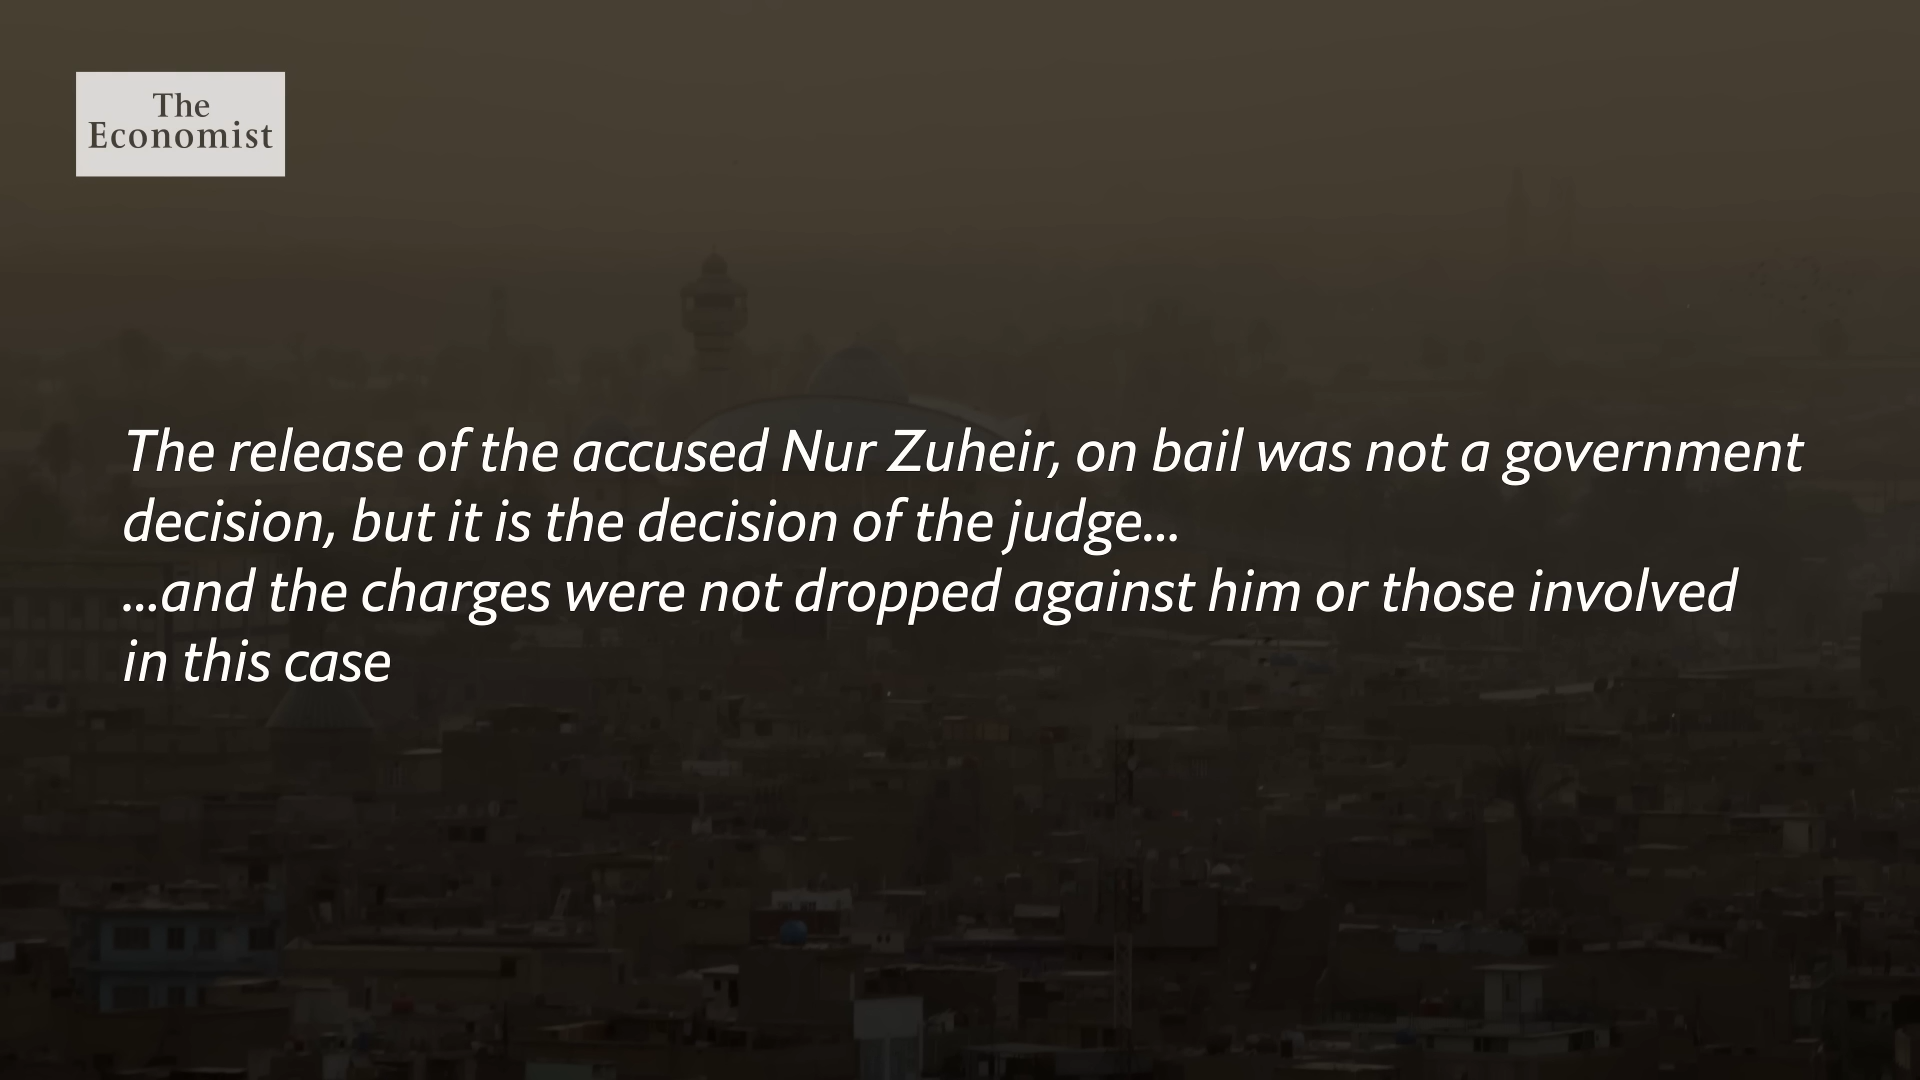 The
Economist
The release of the accused Nur Zuheir, on bail was not a government
decision, but it is the decision of the judge...
...and the charges were not dropped against him or those involved
in this case